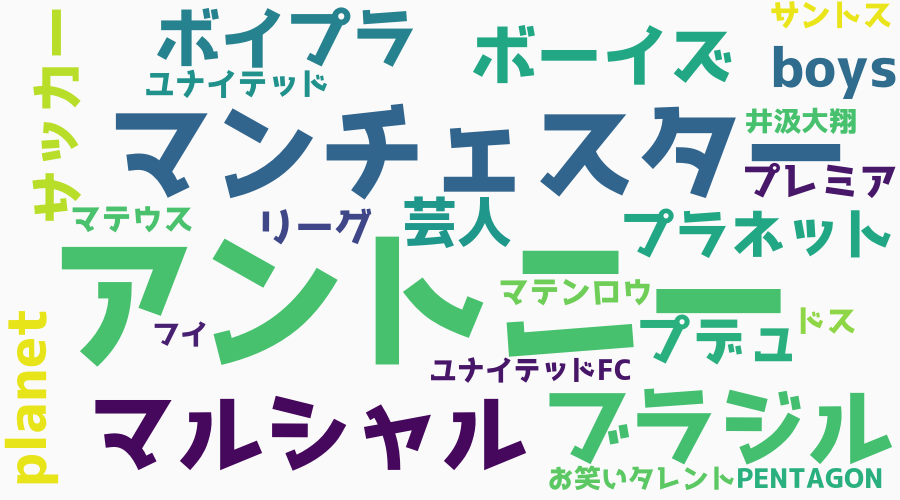 サントス
ボイプラ
ボーイズ
boys
ユナイテッド
サッカー
マンチェスター
井汲大翔
プレミア
マテウス
リーグ
芸人
プラネット
アントニー
マテンロウ
フィ
プデュ
ドス
planet
ユナイテッドFC
マルシャル
ブラジル
お笑いタレント
PENTAGON